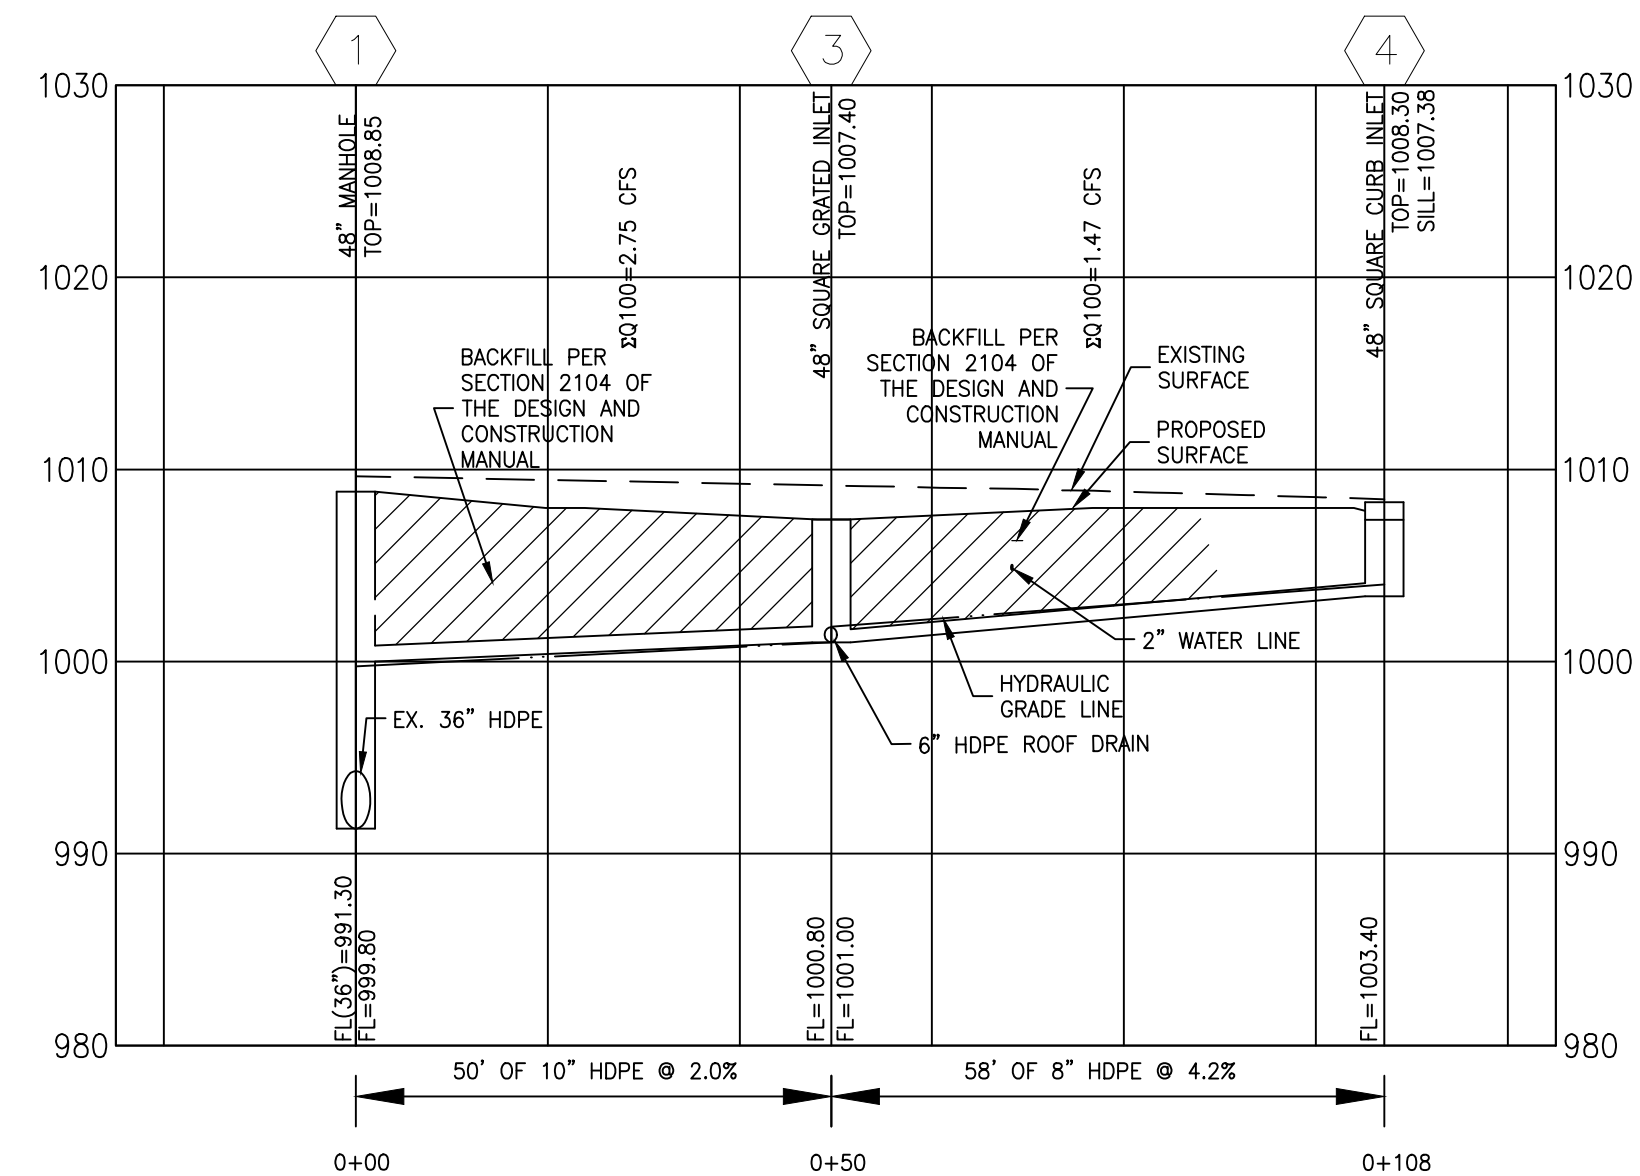 1
3
4
1030
1030
48" MANHOLE
TOP=1008.85
ΣQ100=2.75 CFS
48" SQUARE GRATED INLET
TOP=1007.40
ΣQ100=1.47 CFS
48" SQUARE CURB INLET
TOP=1008.30
SILL=1007.38
1020
1020
BACKFILL PER
SECTION 2104 OF
THE DESIGN AND
CONSTRUCTION
MANUAL
BACKFILL PER
SECTION 2104 OF
THE DESIGN AND
CONSTRUCTION
MANUAL
EXISTING
SURFACE
PROPOSED
SURFACE
1010
1010
2" WATER LINE
1000
1000
HYDRAULIC
GRADE LINE
EX. 36" HDPE
6" HDPE ROOF DRAIN
990
990
FL(36")=991.30
FL=999.80
FL=1000.80
FL=1001.00
FL=1003.40
980
980
50' OF 10" HDPE @ 2.0%
58' OF 8" HDPE @ 4.2%
0+00
0+50
0+108